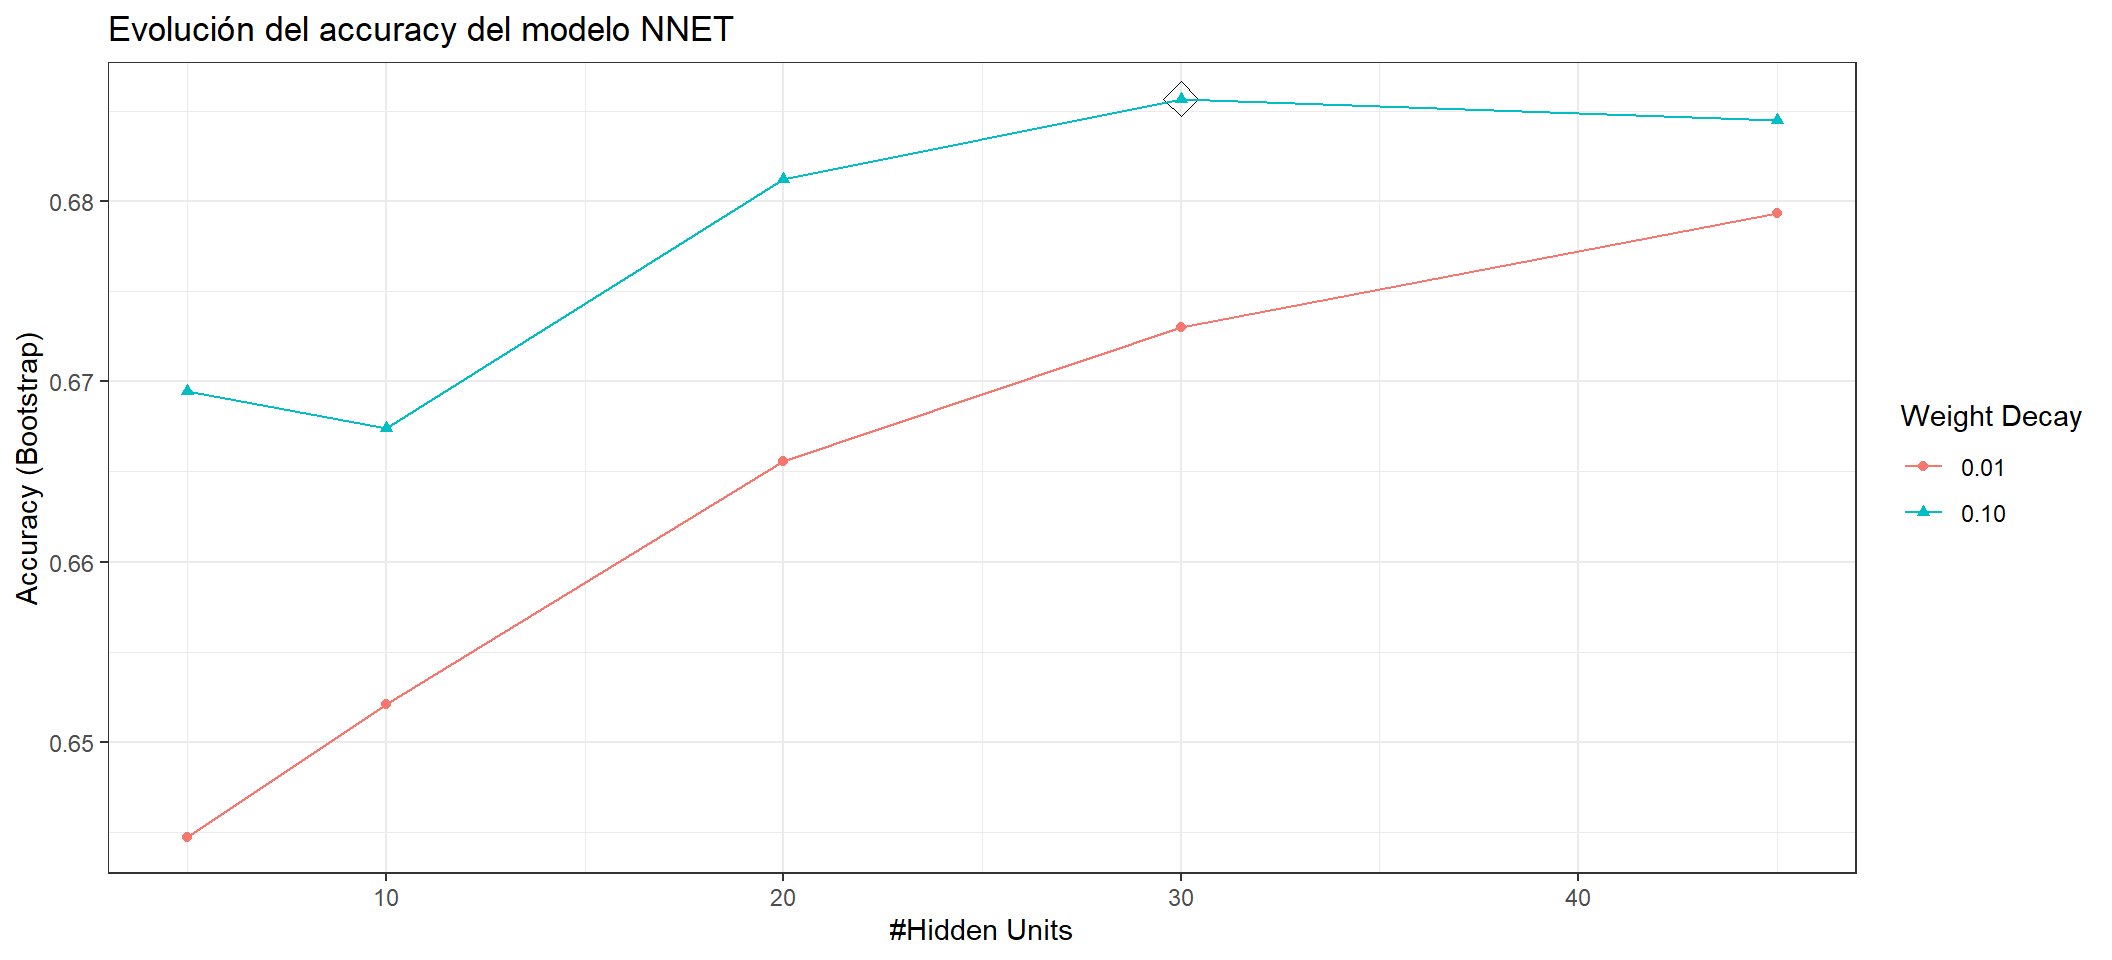 Evolución del accuracy del modelo NNET
Accuracy (Bootstrap)
0.68
0.67
0.66
0.65
10
20
30
40
#Hidden Units
Weight Decay
0.01
0.10